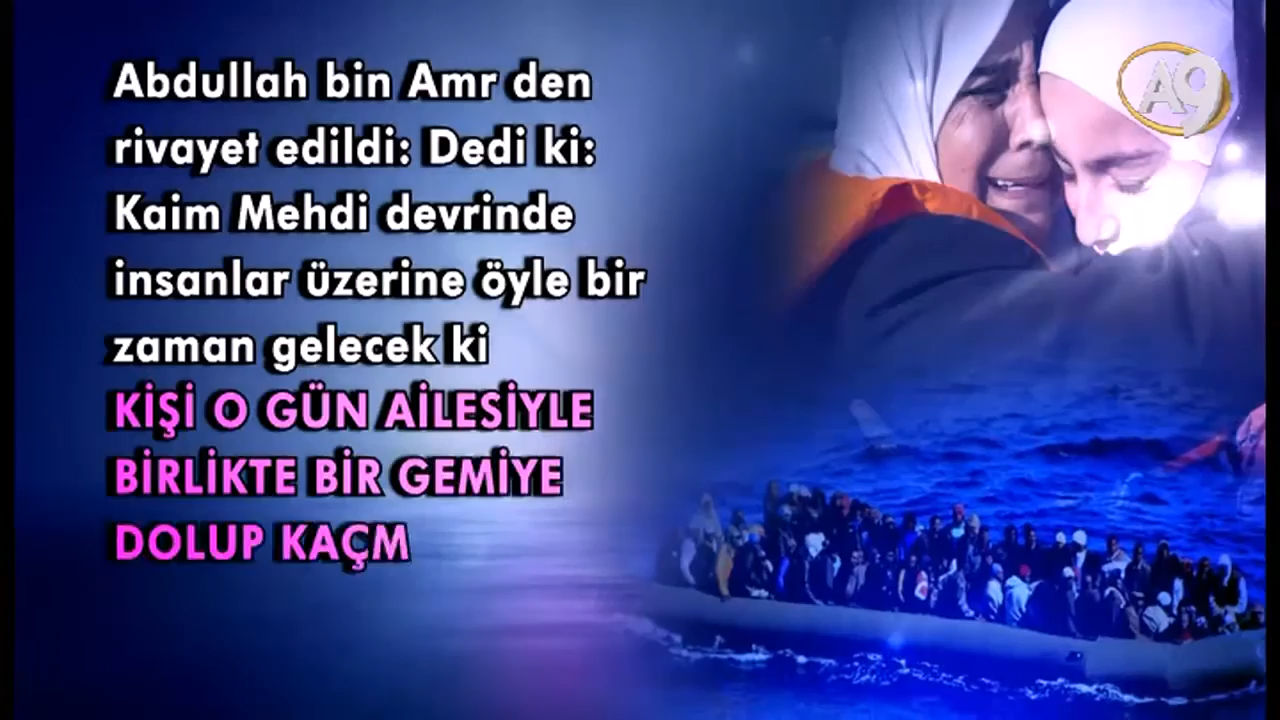 Abdullah bin Amr den
rivayet edildi: Dedi ki:
Kaim Mehdi devrinde
insanlar üzerine öyle bir
zaman gelecek ki
KİŞİ O GÜN AİLESİYLE
BİRLİKTE BİR GEMİYE
DOLUP KAÇM
A9